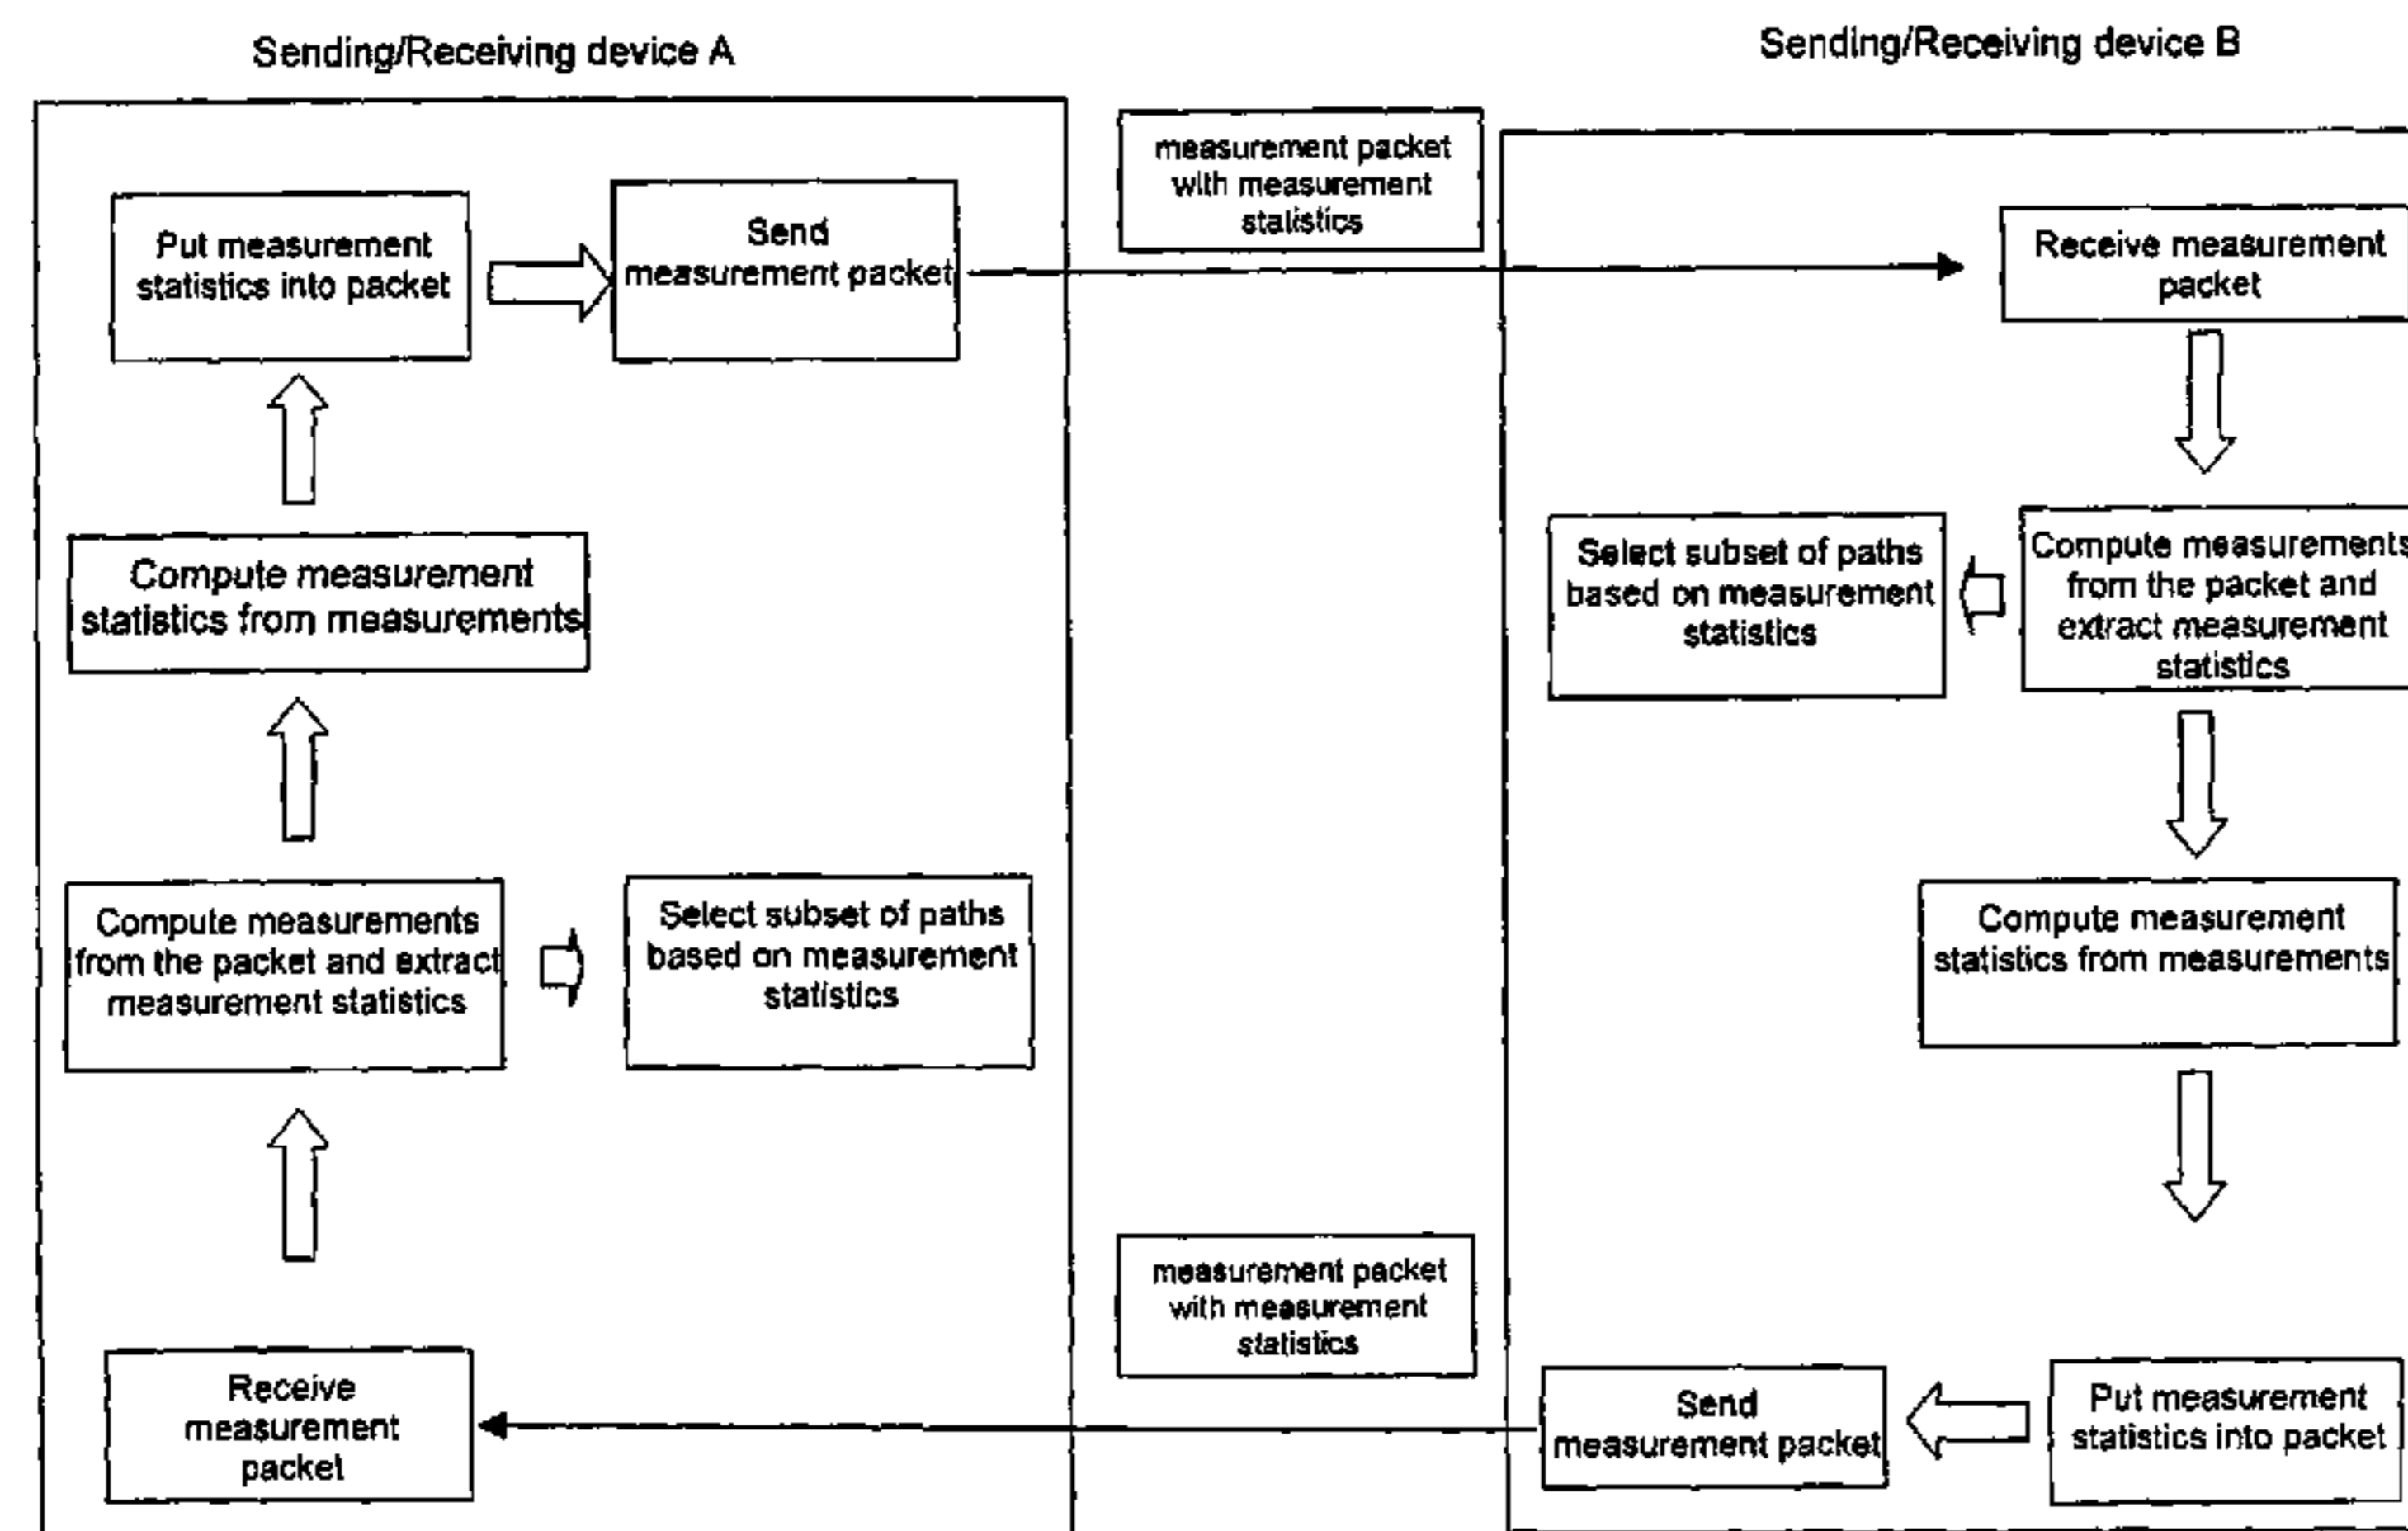 Sending/Receiving device A
Sending/Receiving device B
Put measurement
statistics into packet
Send
measurement packet
measurement packet
with measurement
statistics
Receive measurement
packet
Compute measurement
statistics from measurements
Select subset of paths
based on measurement
statistics
Compute measurements
from the packet and
extract measurement
statistics
Compute measurements
from the packet and extract
measurement statistics
Select subset of paths
based on measurement
statistics
Compute measurement
statistics from measurements
measurement packet
with measurement
statistics
Receive
measurement
packet
Send
measurement packet
Put measurement
statistics into packet